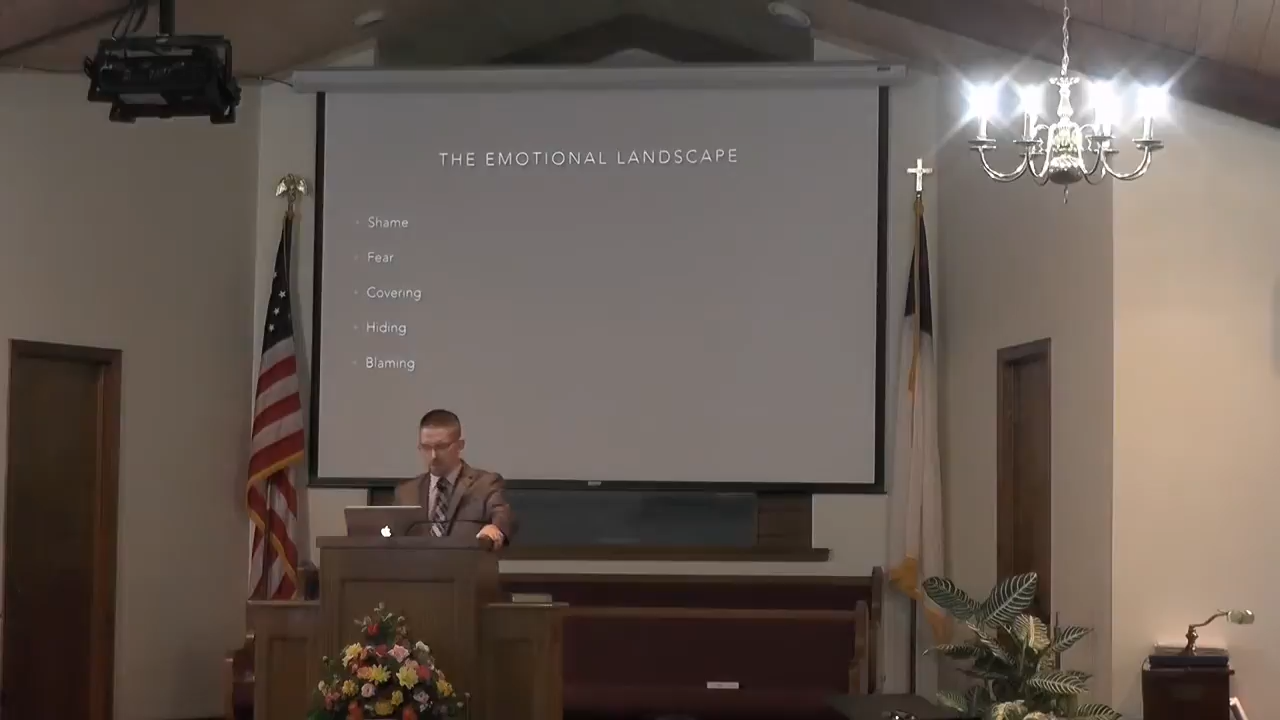 THE EMOTIONAL LANDSCAPE
Shame
Fear
Covering
Hiding
Blaming